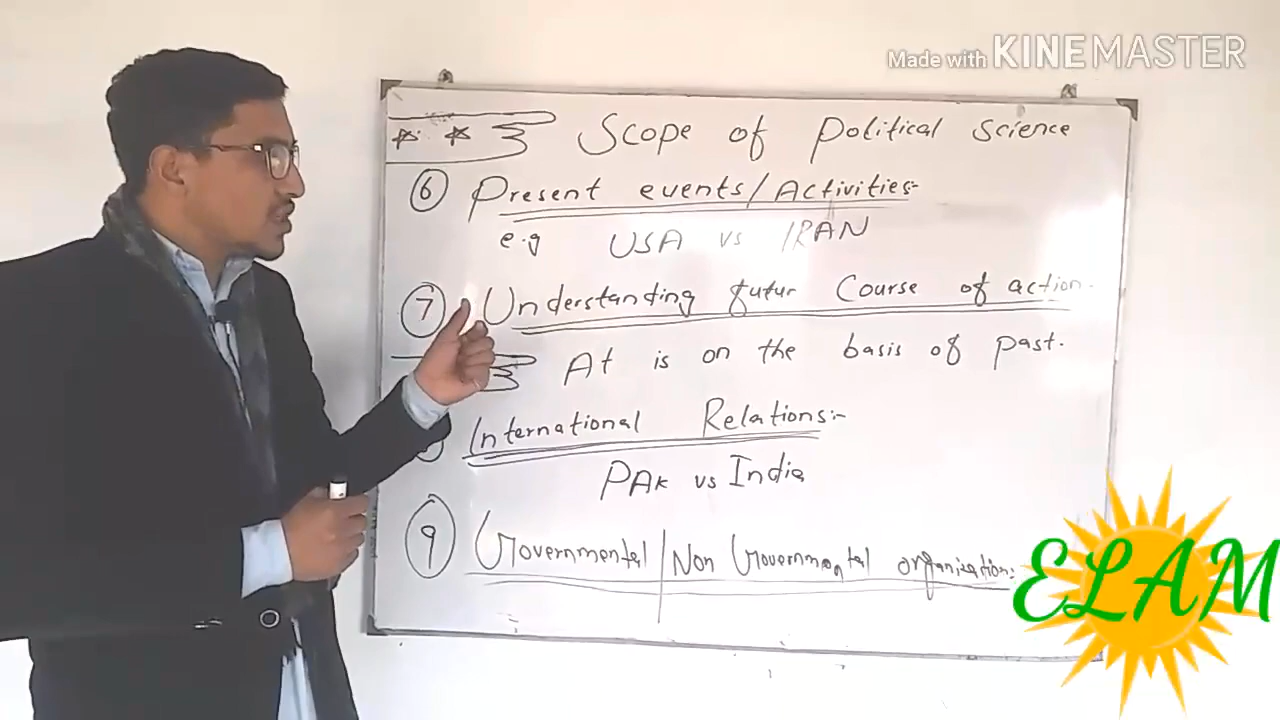 Made with KINEMASTER
Scope of Political Science
6 Present events/Activities:-
e.g USA vs IRAN
7 Understanding futur Course of action.
At is on the basis of past.
International Relations:-
PAK vs India
9 Governmental/Non Governmental organization:
ELAM